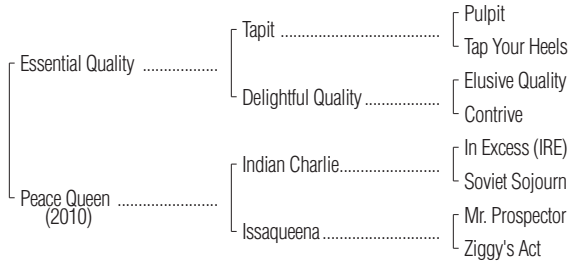 Pulpit
Tapit ..............................
Tap Your Heels
Essential Quality ..............
Elusive Quality
Delightful Quality..............
Contrive
In Excess (IRE)
Indian Charlie..................
Soviet Sojourn
Peace Queen ..................
(2010)
Mr. Prospector
Issaqueena......................
Ziggy's Act